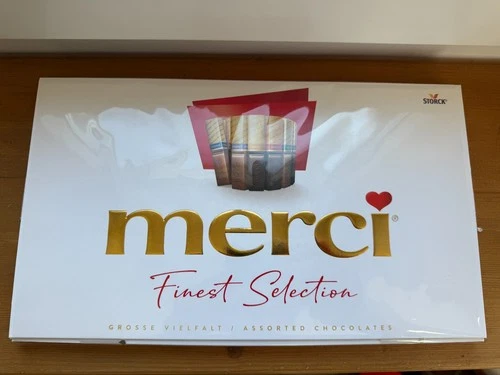 STORCK
merci
Finest Selection
GROSSE VIELFALT / ASSORTED CHOCOLATES